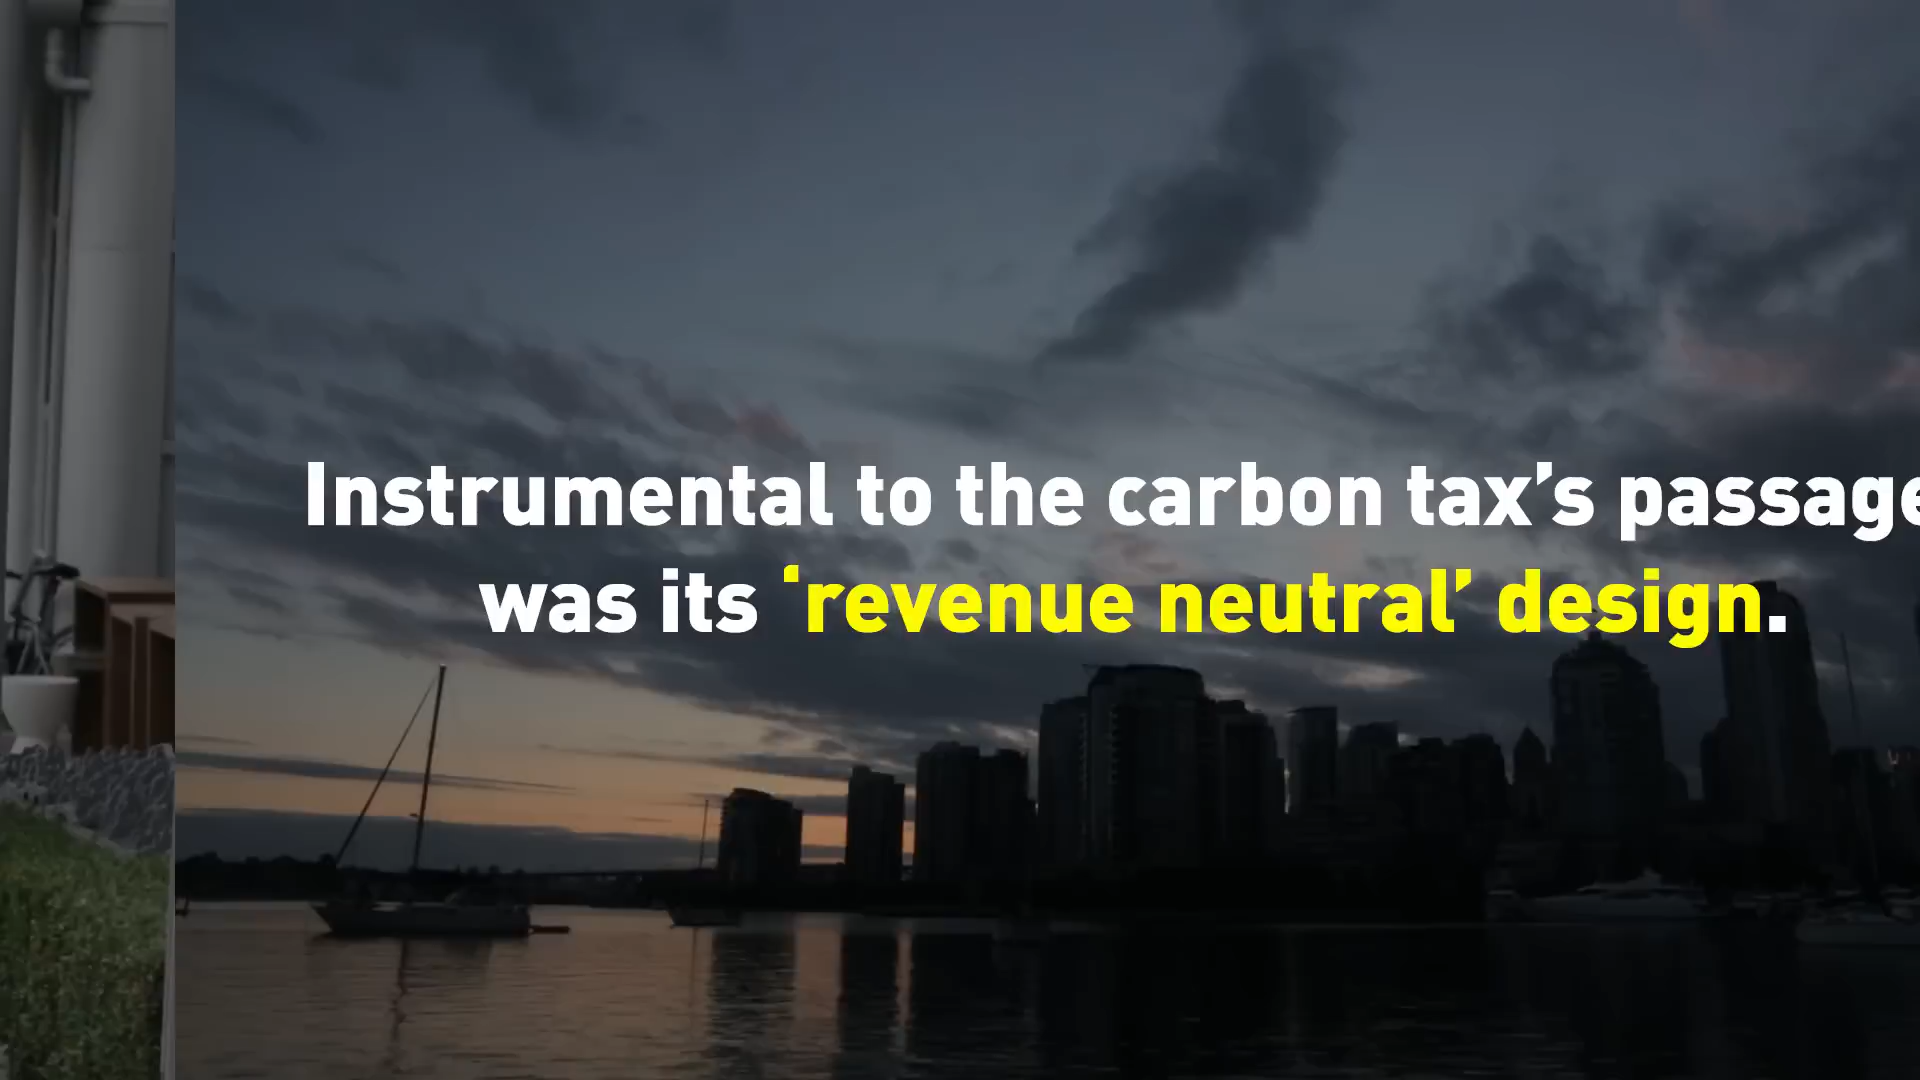 Instrumental to the carbon tax’s passage
was its ‘revenue neutral’ design.